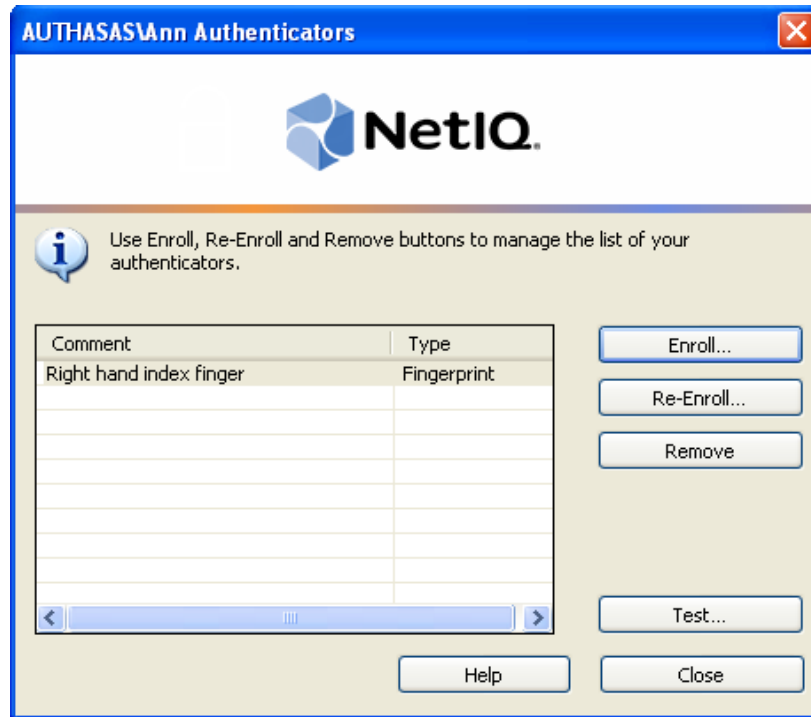 AUTHASAS\Ann Authenticators
NetIQ.
Use Enroll, Re-Enroll and Remove buttons to manage the list of your
authenticators.
Comment Type
Right hand index finger Fingerprint
Enroll...
Re-Enroll...
Remove
Test...
Help Close